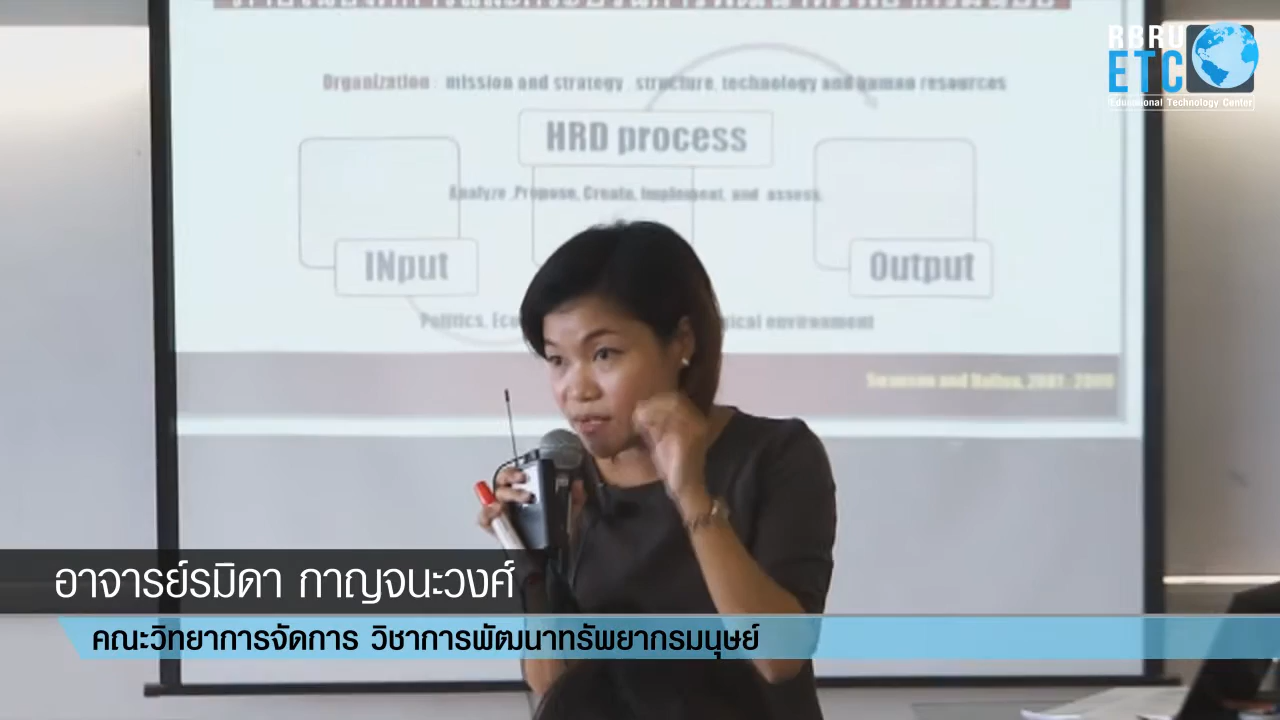 RBRU
ETC
Educational Technology Center
Organization : mission and strategy structure, technology and human resources
HRD process
Analyze, Propose, Create, Implement, and assess.
INput
Output
Politics,
environment
Swanson and
อาจารย์รมิดา กาญจนะวงศ์
คณะวิทยาการจัดการ วิชาการพัฒนาทรัพยากรมนุษย์